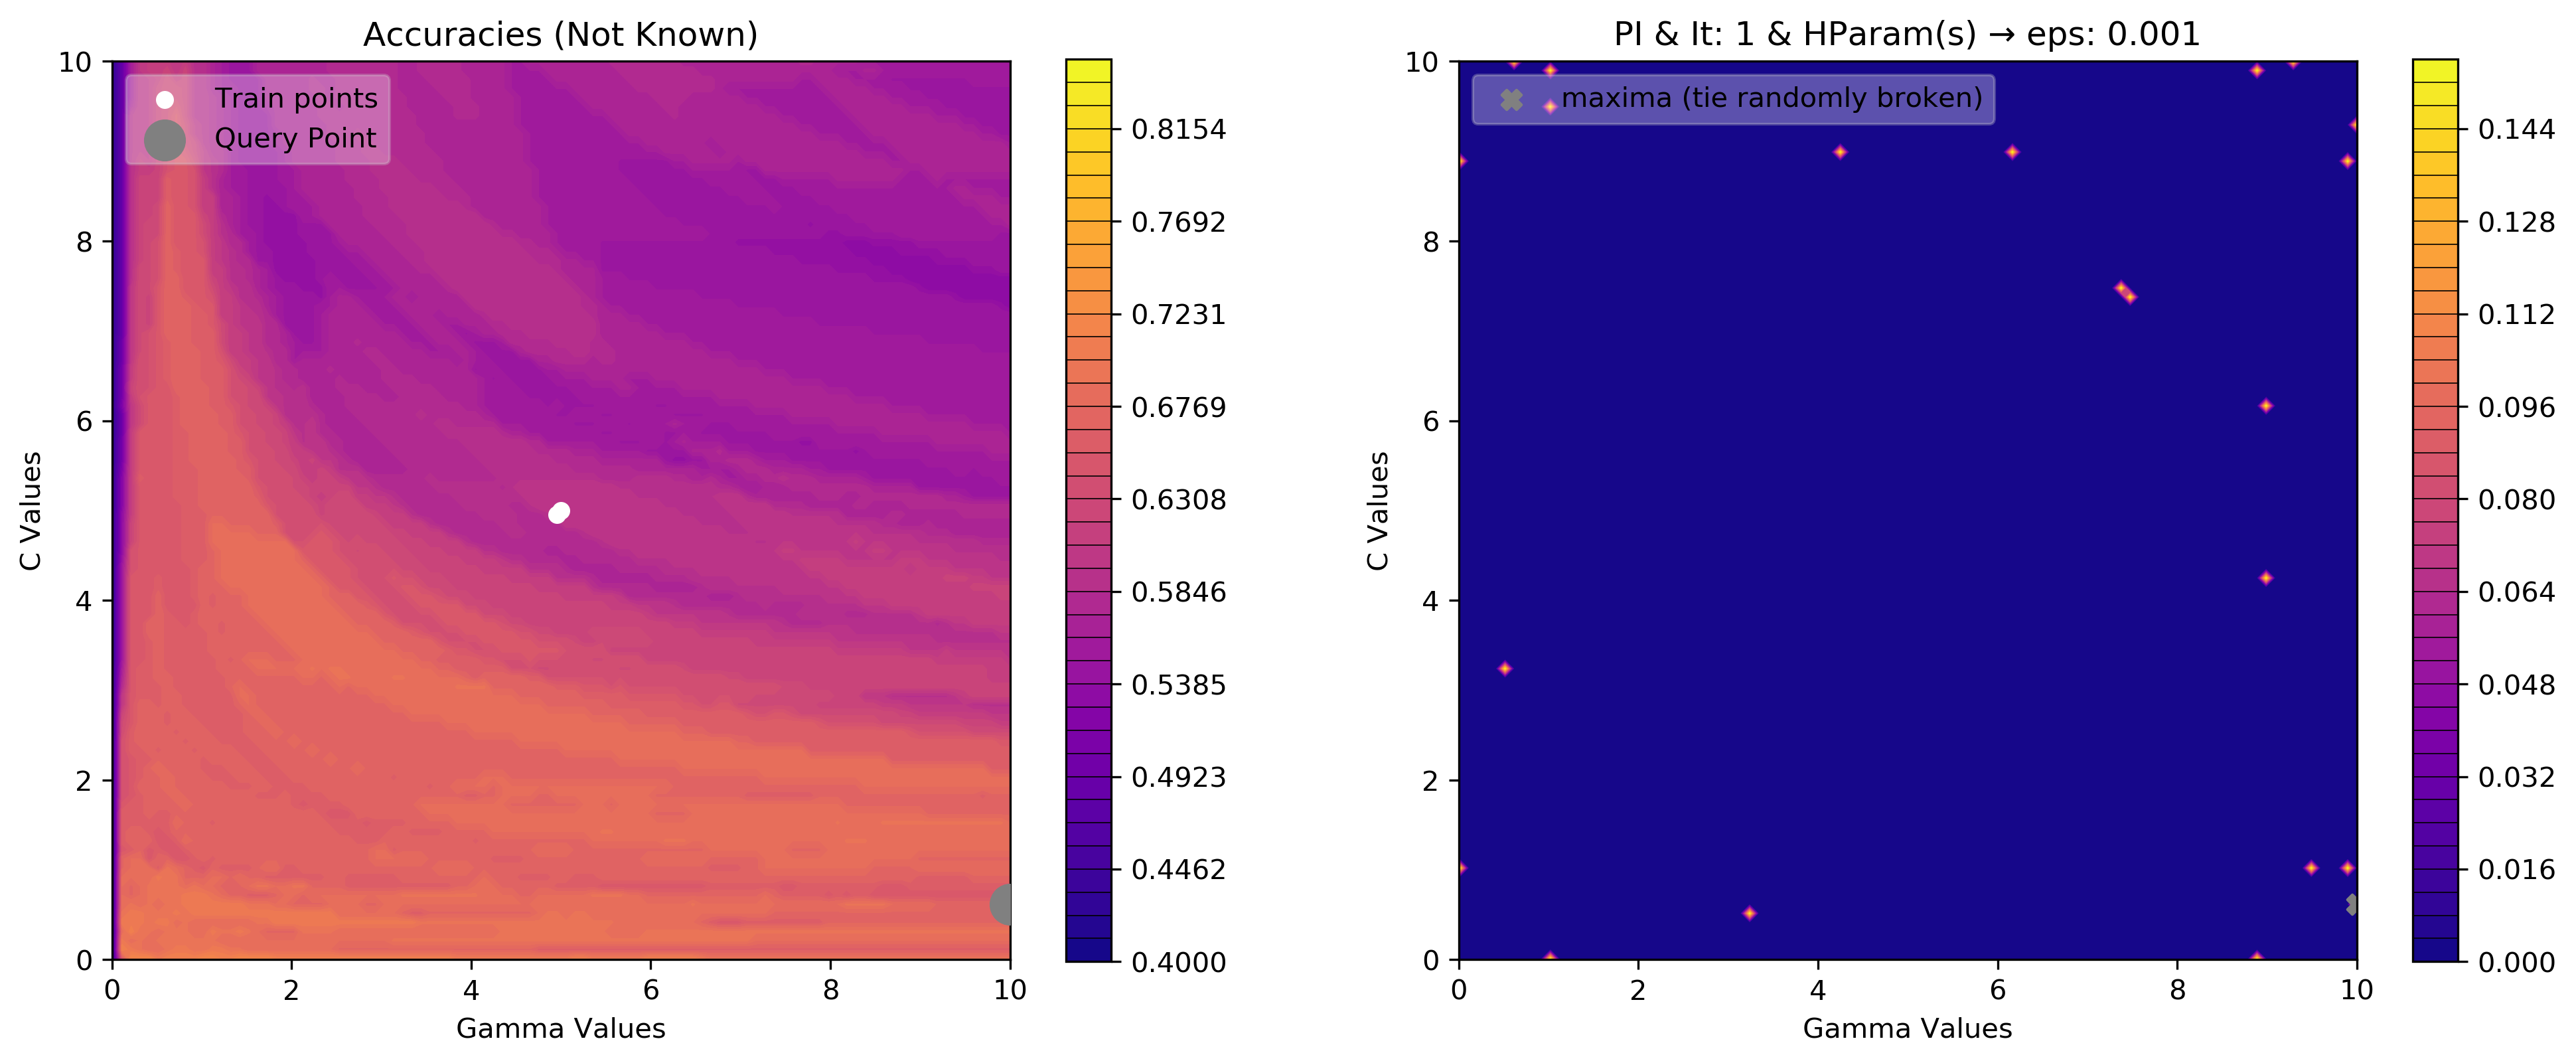 Accuracies (Not Known)
Train points
Query Point
10
8
6
4
2
0
C Values
0 2 4 6 8 10
Gamma Values
0.8154
0.7692
0.7231
0.6769
0.6308
0.5846
0.5385
0.4923
0.4462
0.4000
PI & It: 1 & HParam(s) → eps: 0.001
maxima (tie randomly broken)
10
8
6
4
2
0
C Values
0 2 4 6 8 10
Gamma Values
0.144
0.128
0.112
0.096
0.080
0.064
0.048
0.032
0.016
0.000